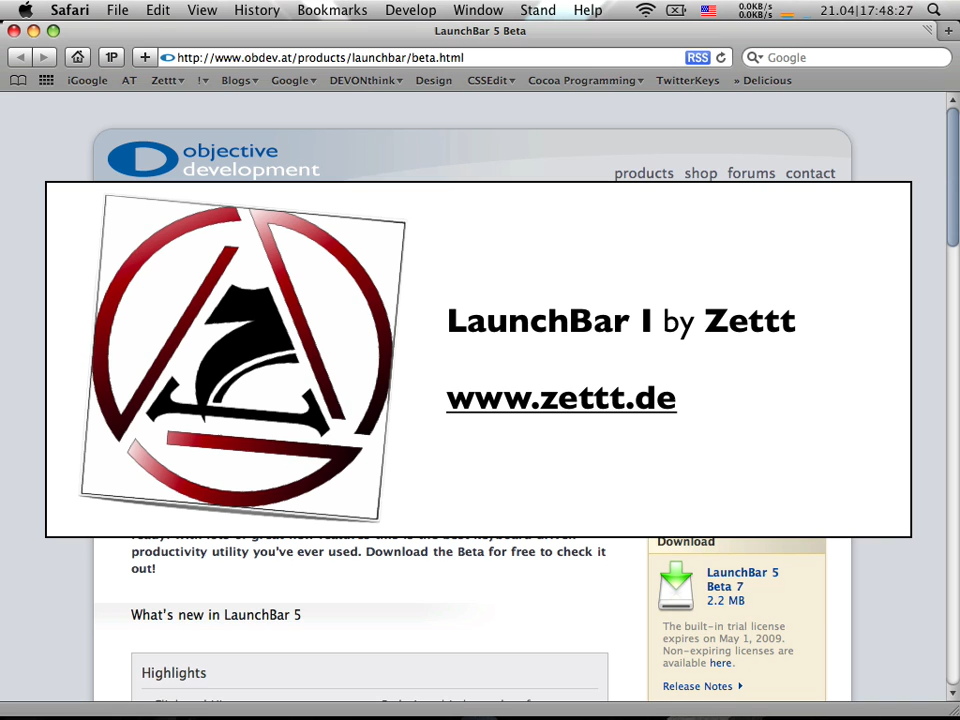 Safari File Edit View History Bookmarks Develop Window Stand Help 0.0KB/s 0.0KB/s 21.04|17:48:27
LaunchBar 5 Beta
1P + http://www.obdev.at/products/launchbar/beta.html RSS Google
iGoogle AT Zettt▾ !▾ Blogs▾ Google▾ DEVONthink▾ Design CSSEdit▾ Cocoa Programming▾ TwitterKeys » Delicious
objective
development
products shop forums contact
LaunchBar I by Zettt
www.zettt.de
productivity utility you've ever used. Download the Beta for free to check it
out!
What's new in LaunchBar 5
Highlights
Download
LaunchBar 5
Beta 7
2.2 MB
The built-in trial license
expires on May 1, 2009.
Non-expiring licenses are
available here.
Release Notes